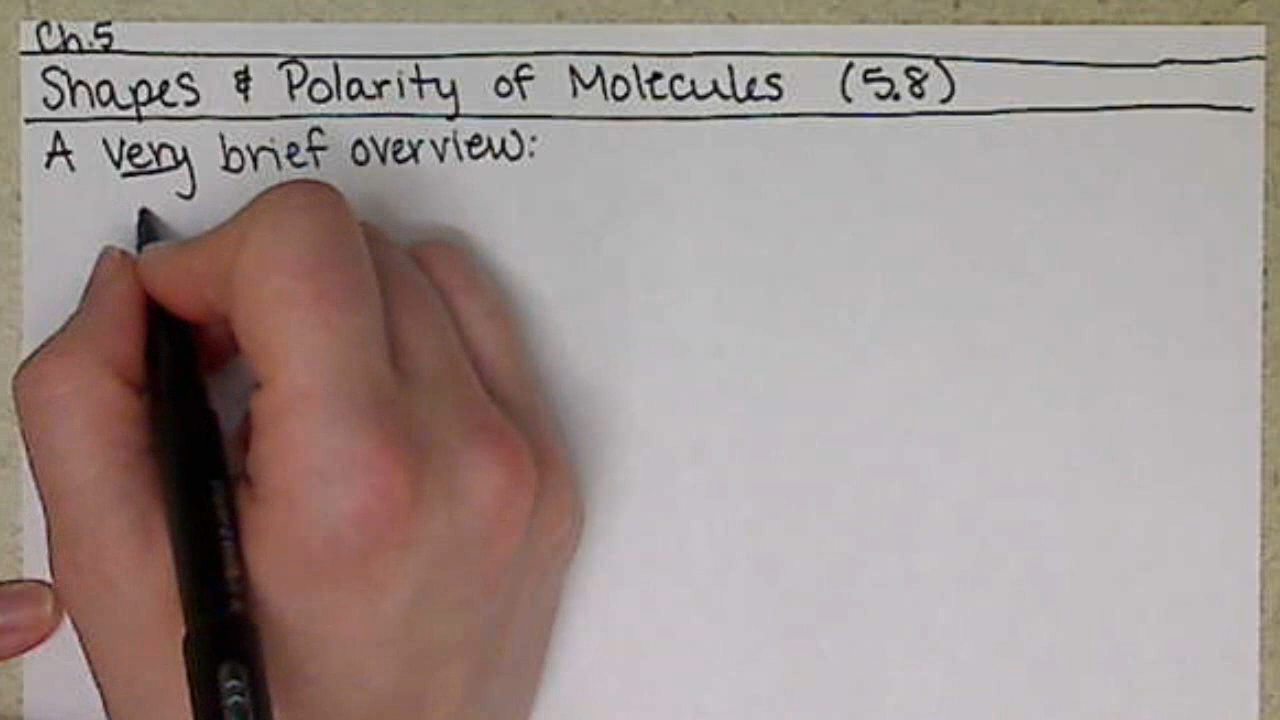 Ch.5
Shapes & Polarity of Molecules (5.8)
A very brief overview: